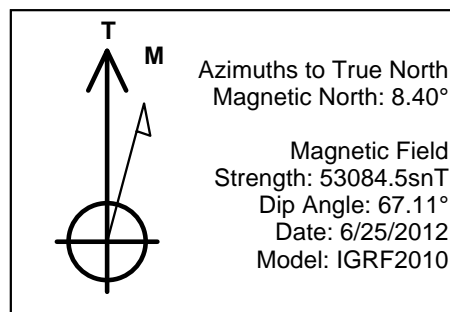 T
M
Azimuths to True North
Magnetic North: 8.40°
Magnetic Field
Strength: 53084.5snT
Dip Angle: 67.11°
Date: 6/25/2012
Model: IGRF2010